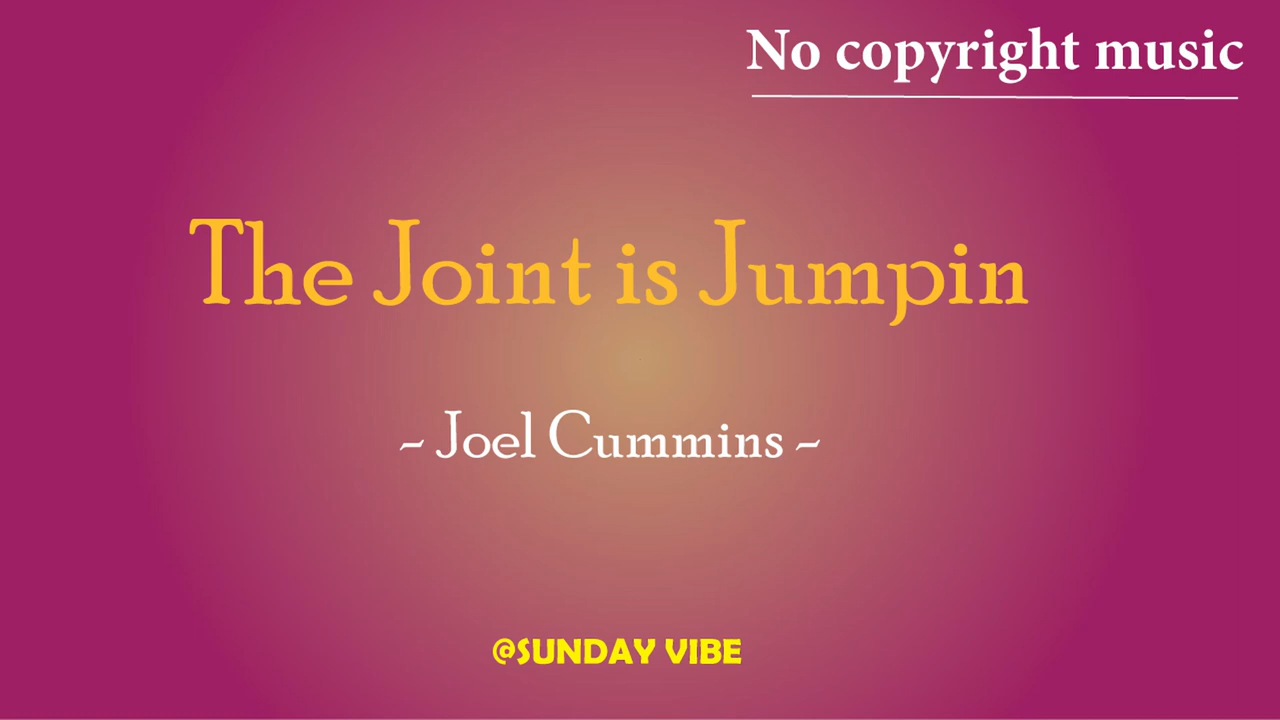 No copyright music
The Joint is Jumpin
~ Joel Cummins ~
@SUNDAY VIBE